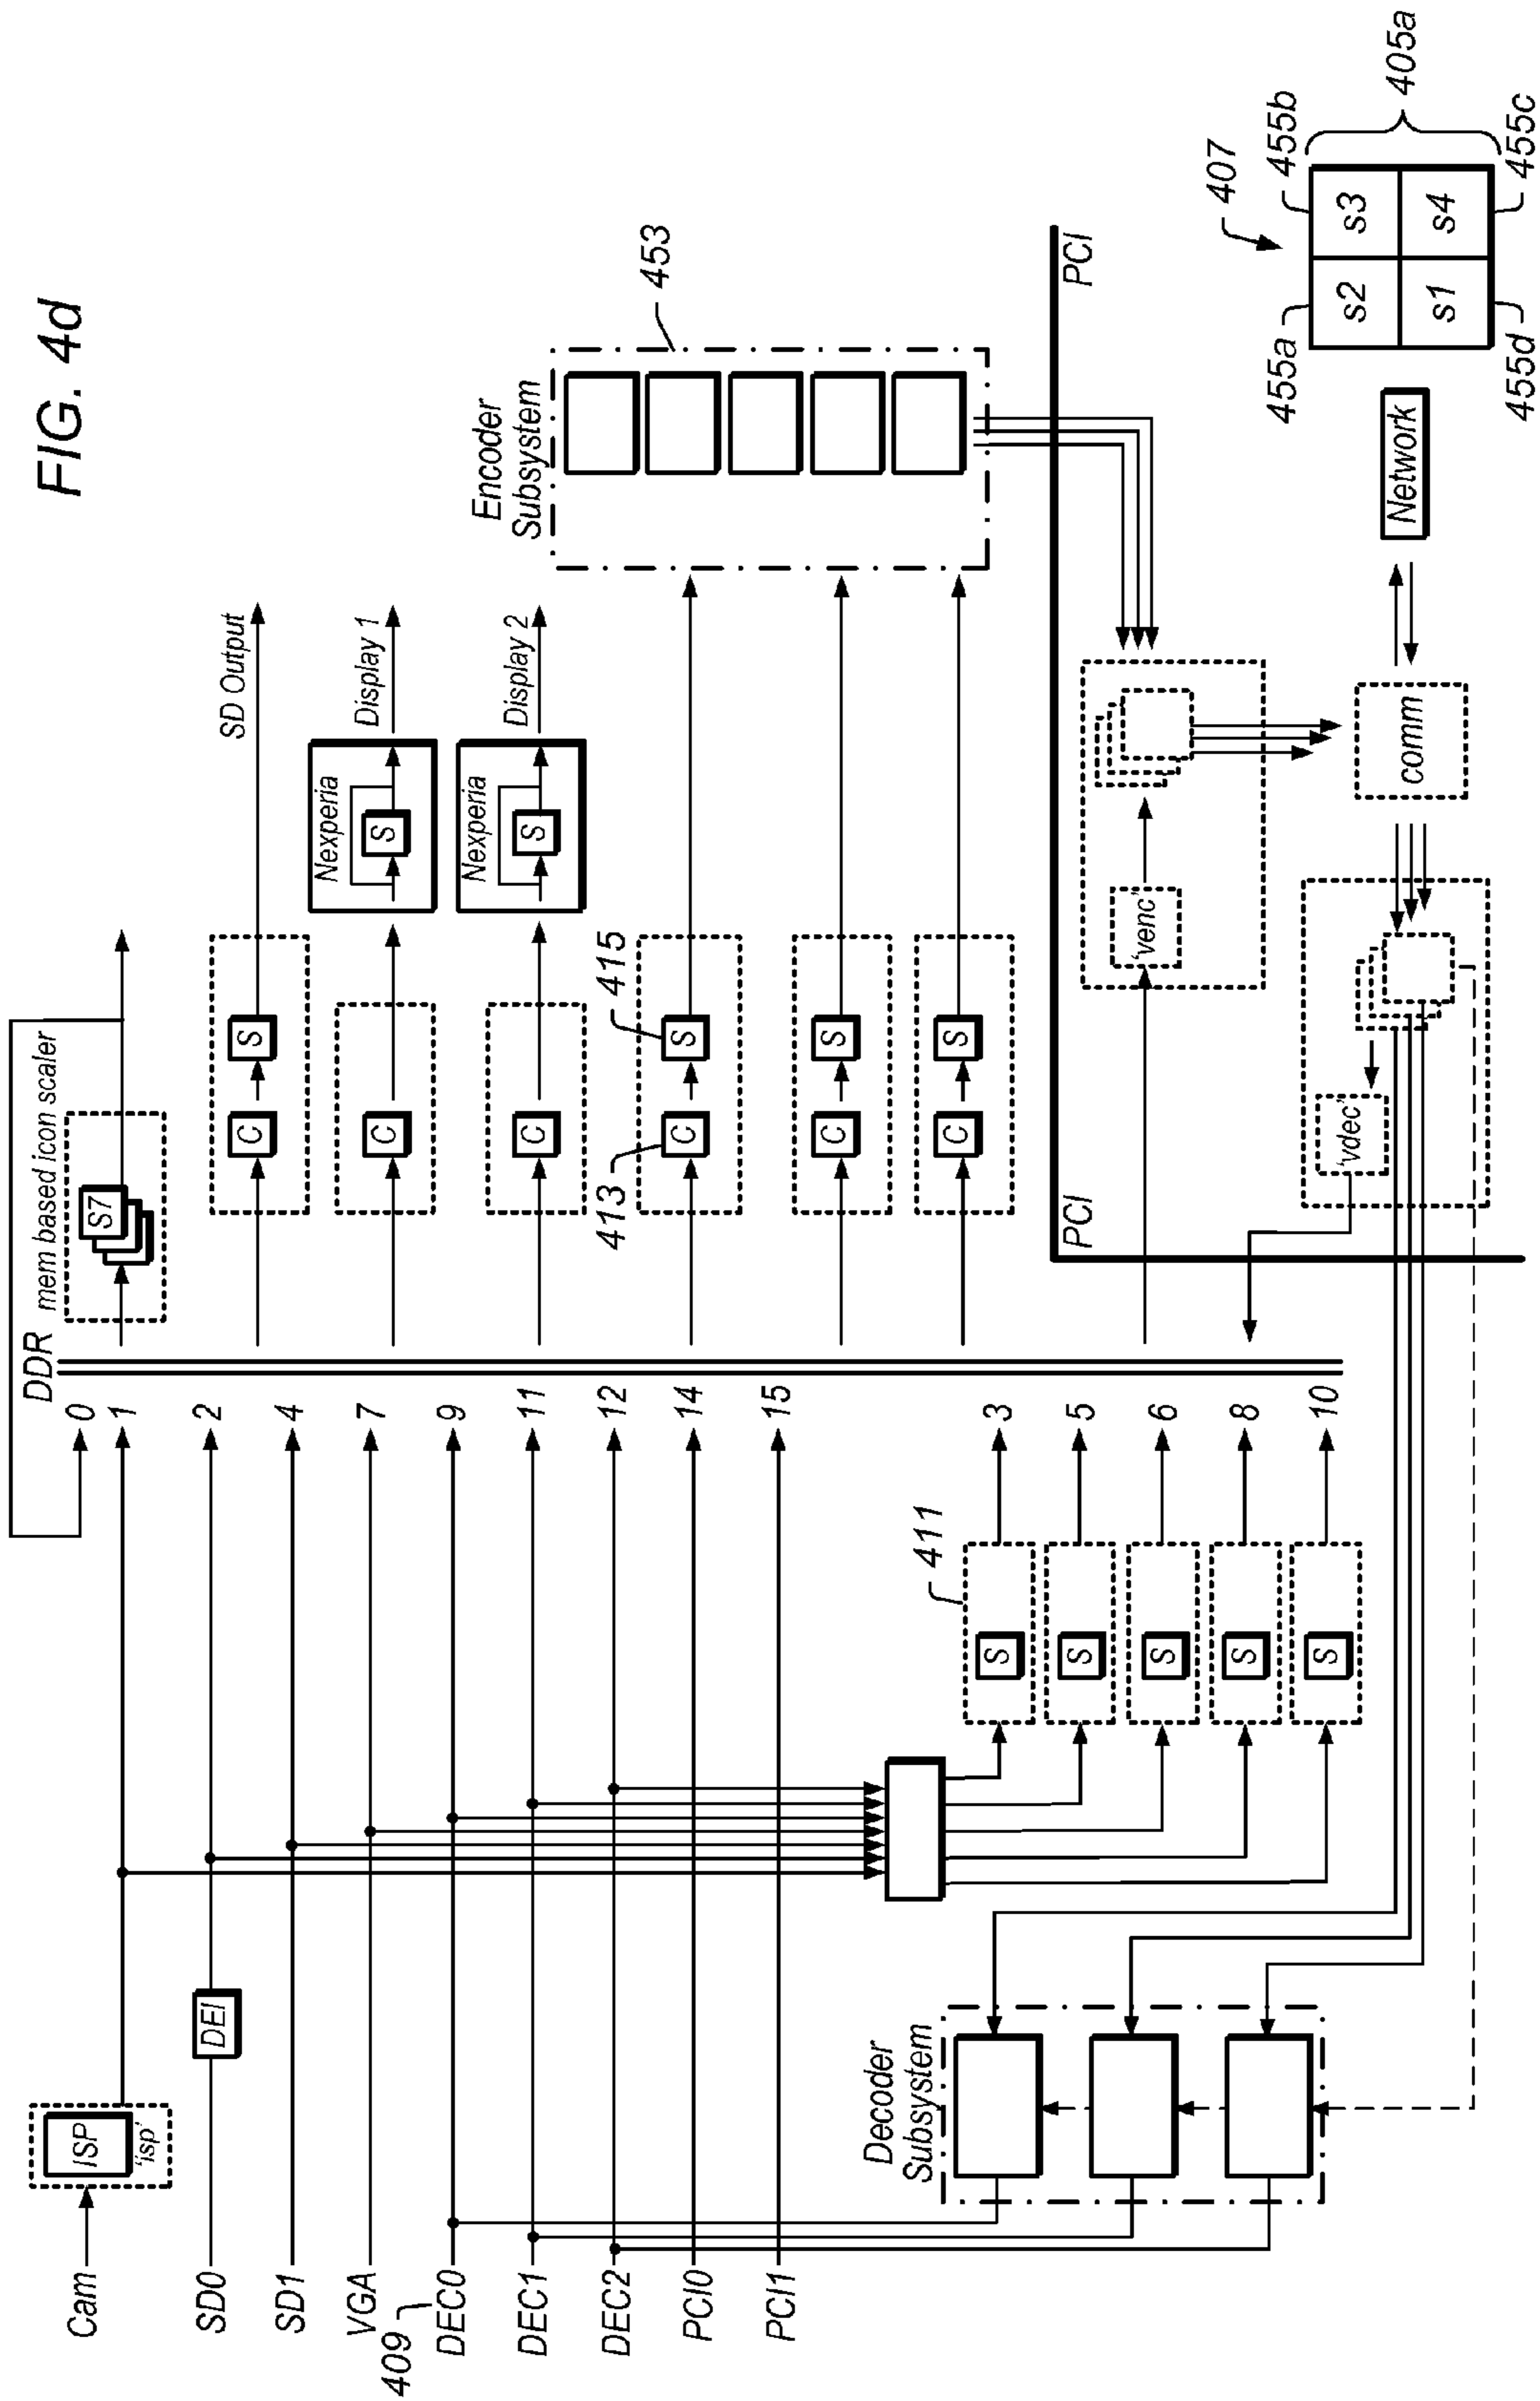 FIG. 4d
Cam
ISP
'isp'
SD0
DEI
SD1
VGA
409
DEC0
DEC1
DEC2
PCI0
PCI1
Decoder
Subsystem
DDR
0
1
2
4
7
9
11
12
14
15
411
S
3
S
5
S
6
S
8
S
10
mem based icon scaler
S7
C
S
SD Output
C
Nexperia
S
Display 1
C
Nexperia
S
Display 2
413
C
415
S
C
S
C
S
Encoder
Subsystem
453
PCI
PCI
'venc'
'vdec'
comm
Network
407
455a
455b
s2
s3
s1
s4
455d
455c
405a